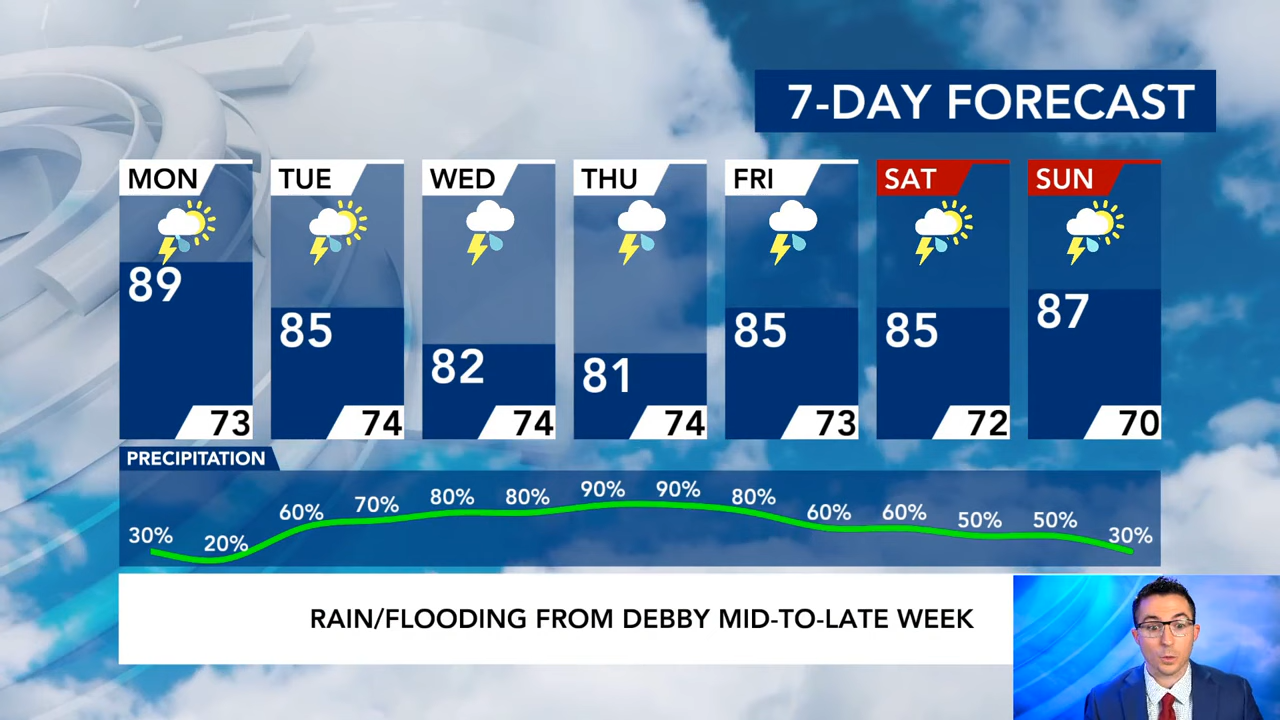 7-DAY FORECAST
MON TUE WED THU FRI SAT SUN
89 85 82 81 85 85 87
73 74 74 74 73 72 70
PRECIPITATION
30% 20% 60% 70% 80% 80% 90% 90% 80% 60% 60% 50% 50% 30%
RAIN/FLOODING FROM DEBBY MID-TO-LATE WEEK